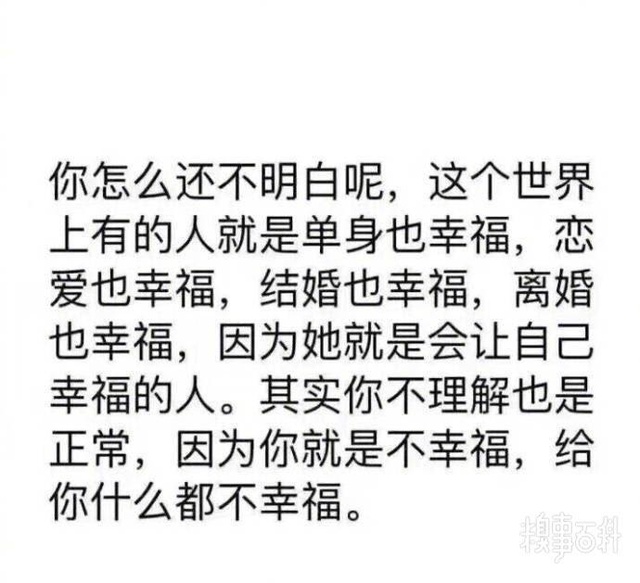 你怎么还不明白呢，这个世界
上有的人就是单身也幸福，恋
爱也幸福，结婚也幸福，离婚
也幸福，因为她就是会让自己
幸福的人。其实你不理解也是
正常，因为你就是不幸福，给
你什么都不幸福。
糗事百科